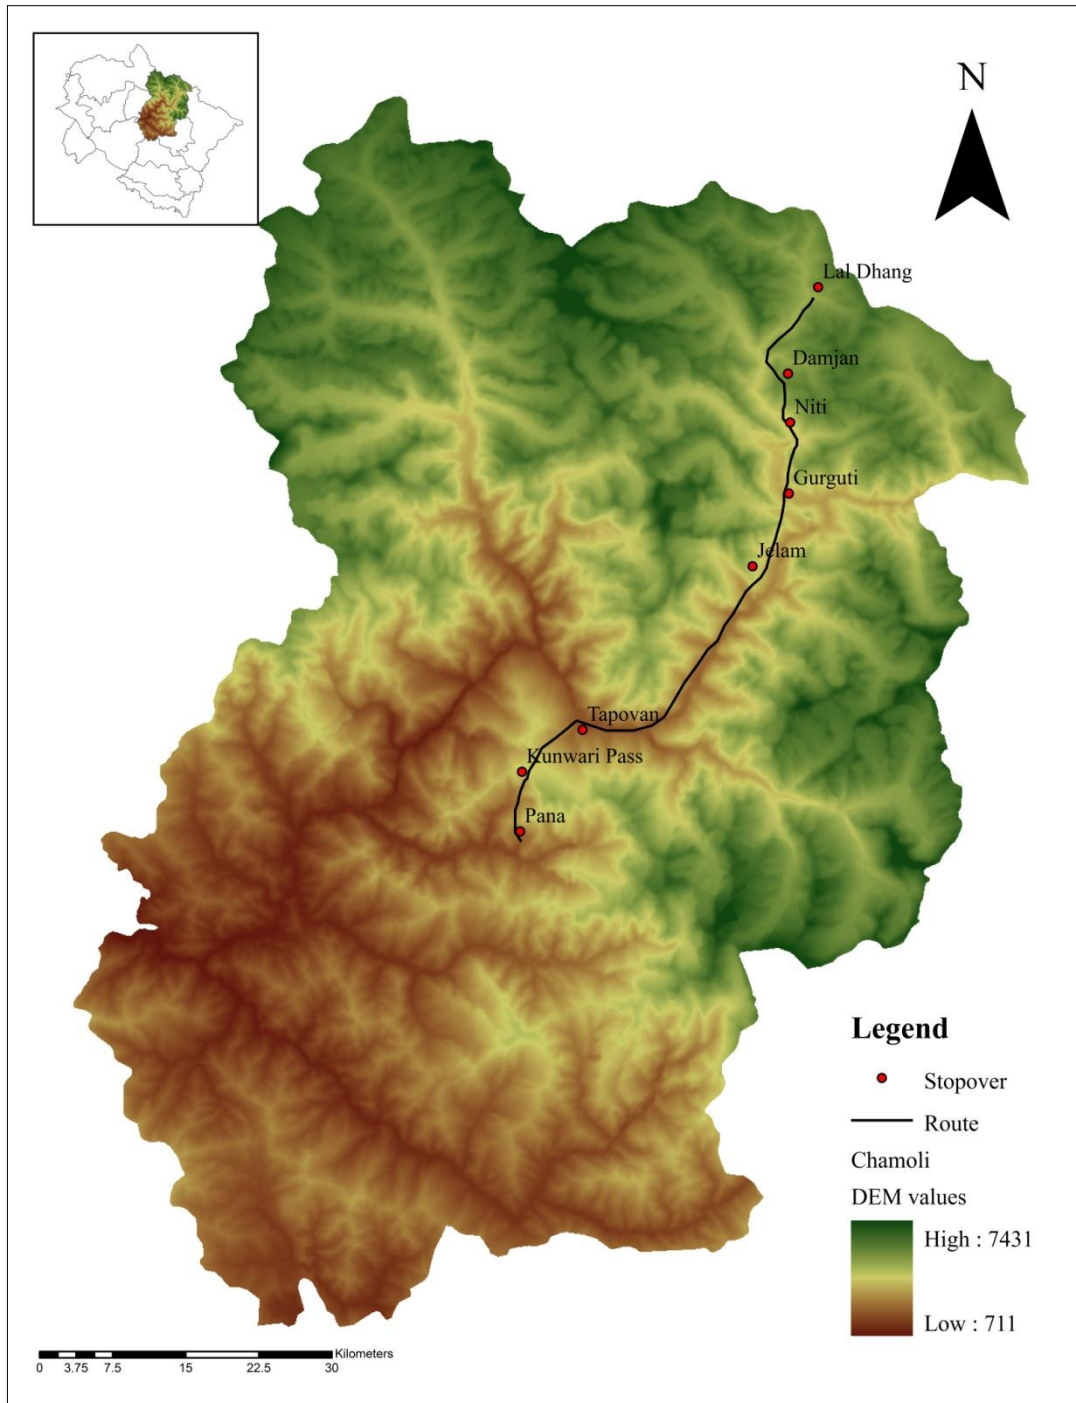 N
Lal Dhang
Damjan
Niti
Gurguti
Jelam
Tapovan
Kunwari Pass
Pana
Legend
Stopover
Route
Chamoli
DEM values
High : 7431
Low : 711
Kilometers
0 3.75 7.5 15 22.5 30